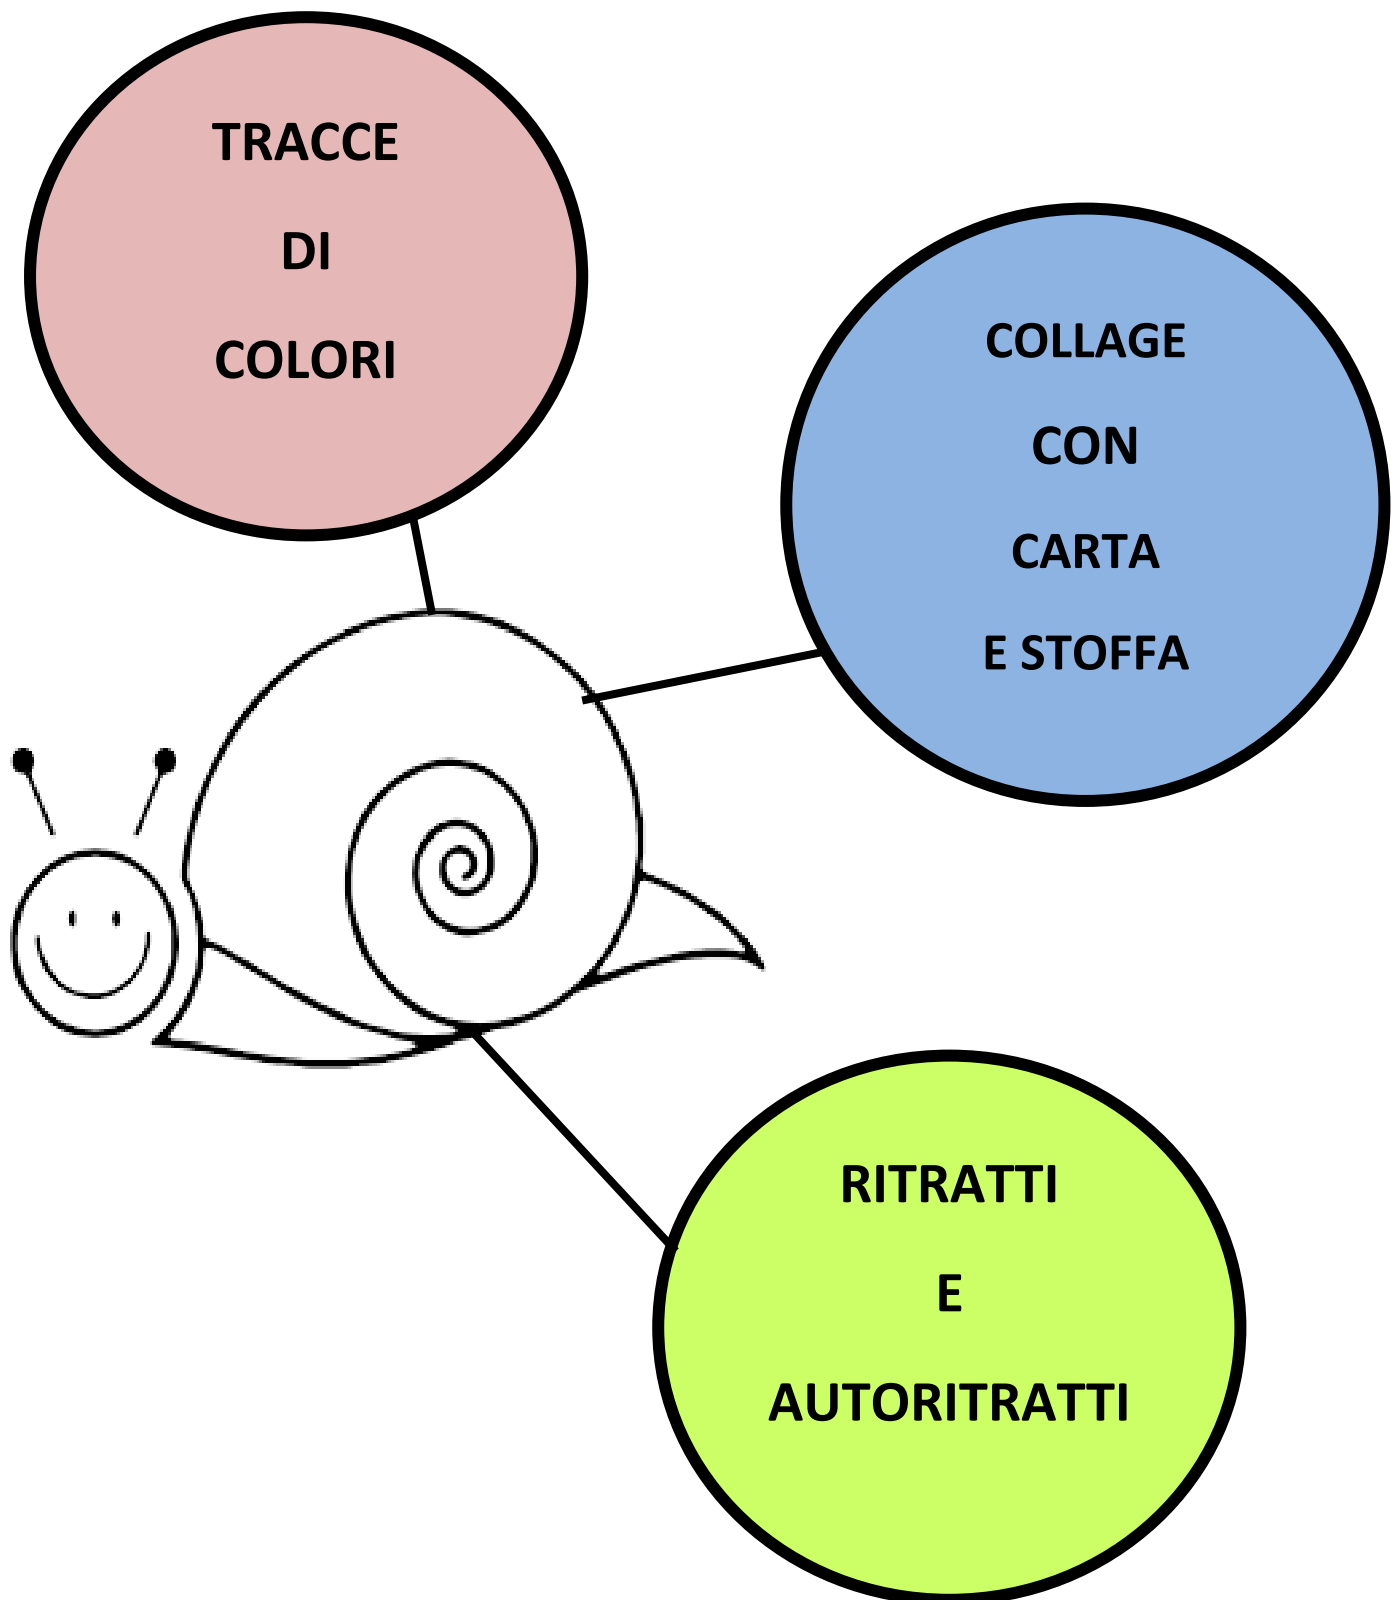 TRACCE
DI
COLORI
COLLAGE
CON
CARTA
E STOFFA
RITRATTI
E
AUTORITRATTI